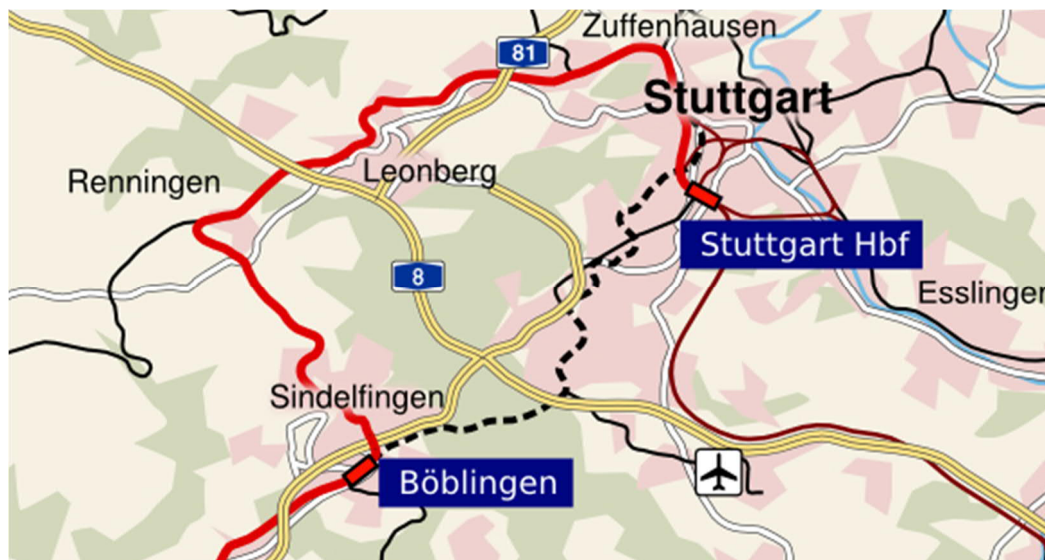 Zuffenhausen
81
Stuttgart
Renningen
Leonberg
Stuttgart Hbf
8
Esslingen
Sindelfingen
Böblingen